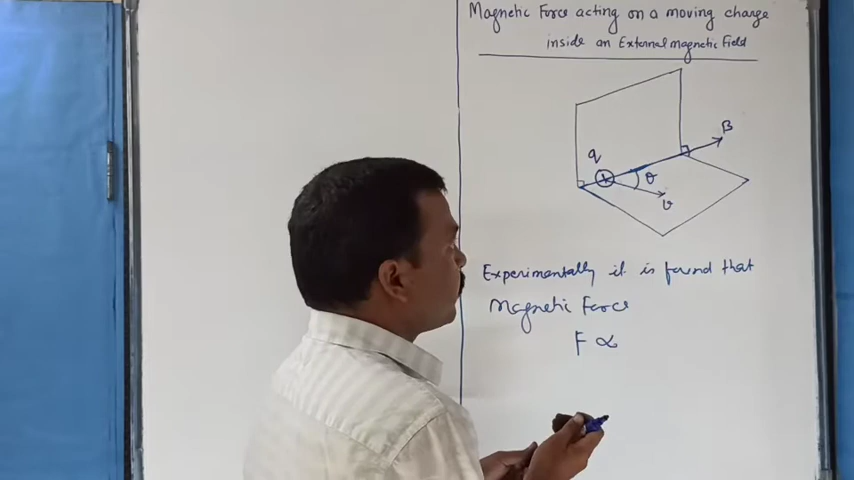 Magnetic Force acting on a moving charge
inside an External magnetic Field
B
q
θ
v
Experimentally it is found that
Magnetic Force
F ∝